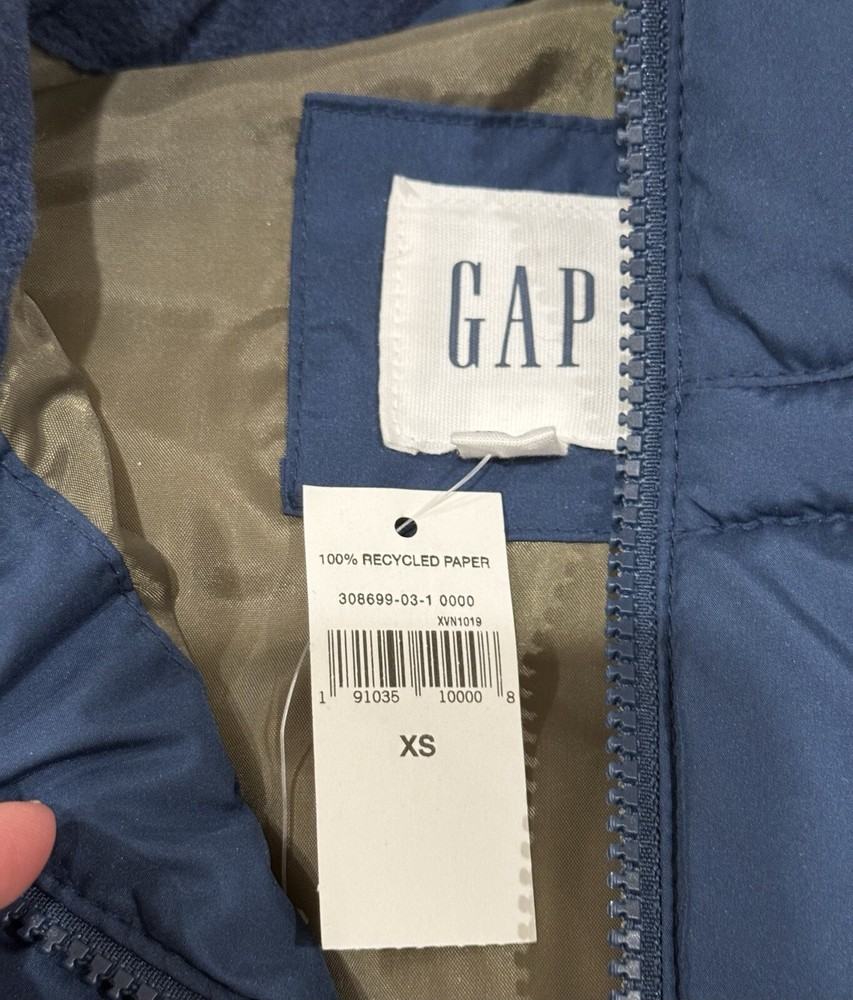 GAP
100% RECYCLED PAPER
308699-03-1 0000
XVN1019
1 91035 10000 8
XS